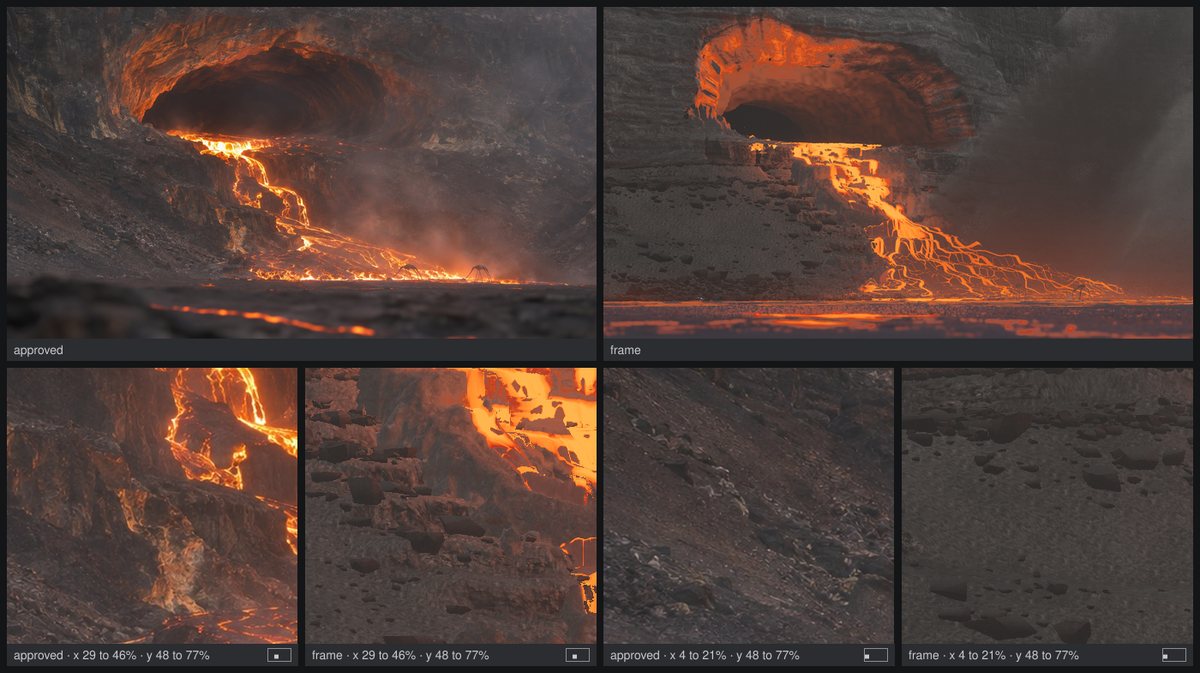 approved
frame
approved · x 29 to 46% · y 48 to 77%
frame · x 29 to 46% · y 48 to 77%
approved · x 4 to 21% · y 48 to 77%
frame · x 4 to 21% · y 48 to 77%